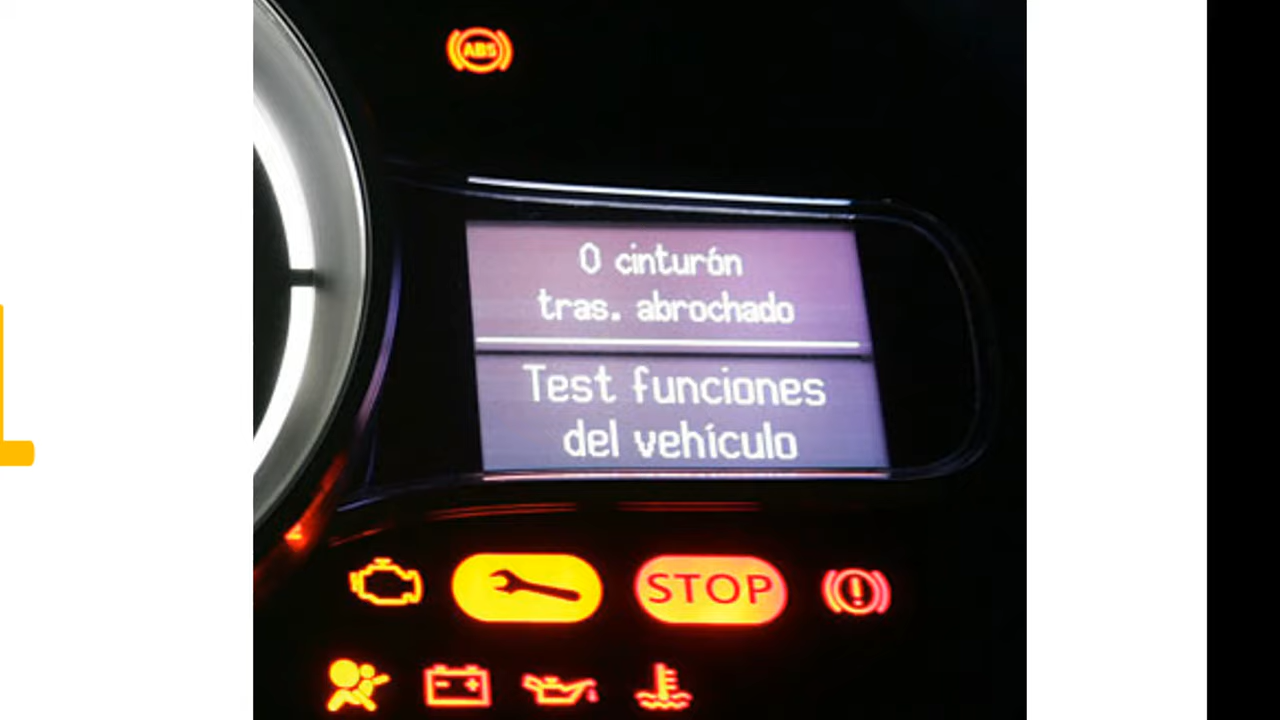 ABS
0 cinturón
tras. abrochado
Test funciones
del vehículo
STOP